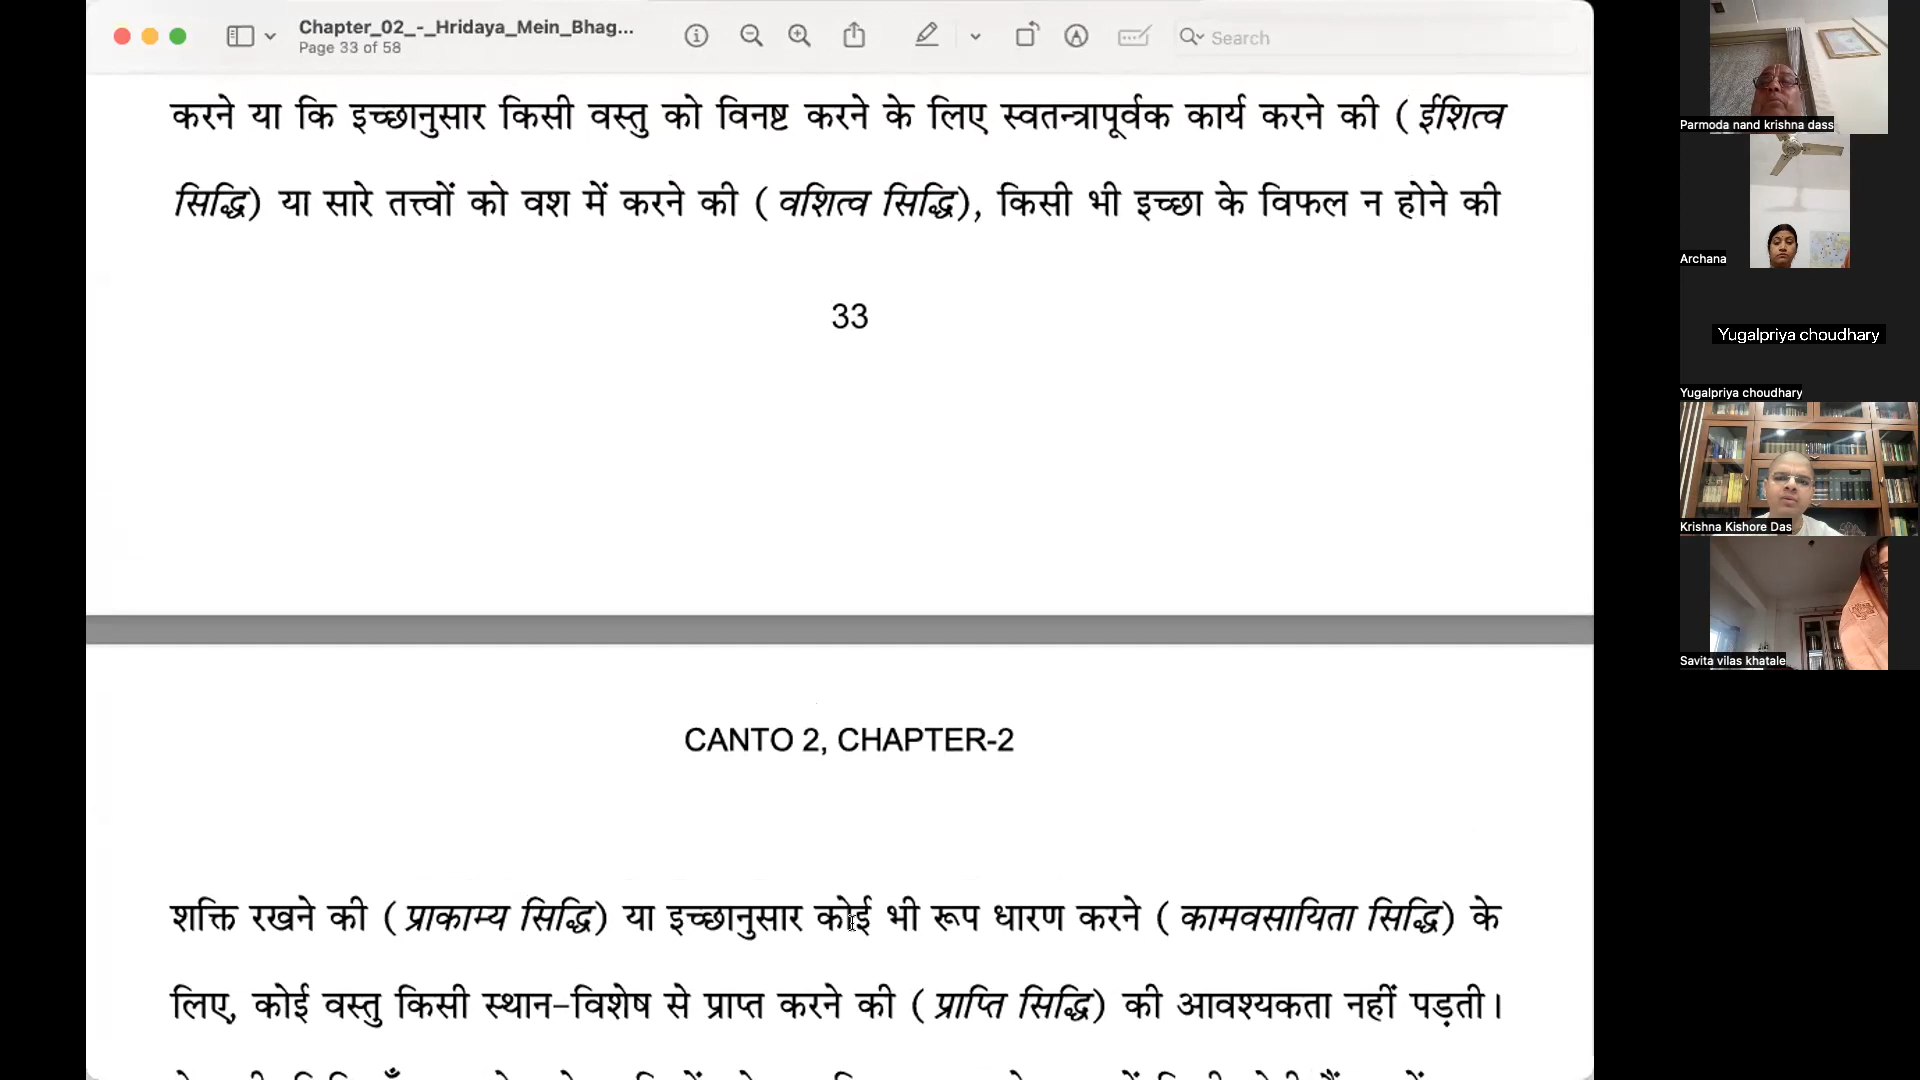 Chapter_02_-_Hridaya_Mein_Bhag...
Page 33 of 58
Search
करने या कि इच्छानुसार किसी वस्तु को विनष्ट करने के लिए स्वतन्त्रापूर्वक कार्य करने की (ईशित्व
सिद्धि) या सारे तत्त्वों को वश में करने की (वशित्व सिद्धि), किसी भी इच्छा के विफल न होने की
33
CANTO 2, CHAPTER-2
शक्ति रखने की (प्राकाम्य सिद्धि) या इच्छानुसार कोई भी रूप धारण करने (कामवसायिता सिद्धि) के
लिए, कोई वस्तु किसी स्थान-विशेष से प्राप्त करने की (प्राप्ति सिद्धि) की आवश्यकता नहीं पड़ती।
Parmoda nand krishna dass
Archana
Yugalpriya choudhary
Yugalpriya choudhary
Krishna Kishore Das
Savita vilas khatale